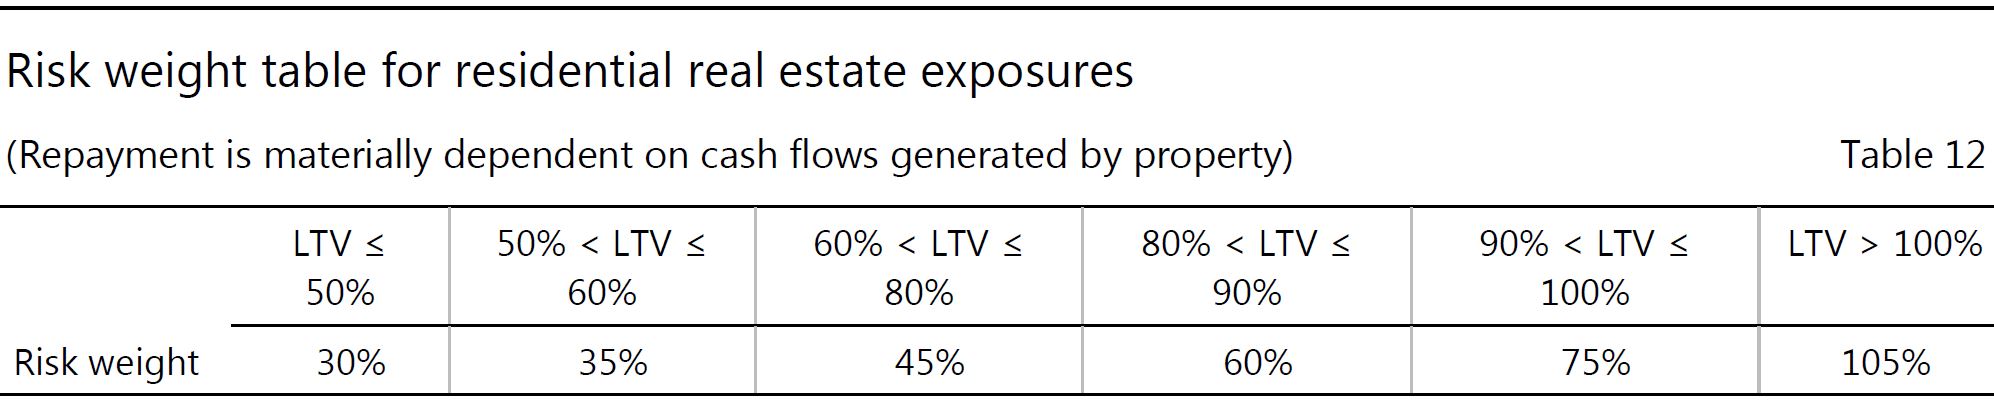 Risk weight table for residential real estate exposures
(Repayment is materially dependent on cash flows generated by property) Table 12
LTV ≤ 50% < LTV ≤ 60% < LTV ≤ 80% < LTV ≤ 90% < LTV ≤ LTV > 100%
50% 60% 80% 90% 100%
Risk weight 30% 35% 45% 60% 75% 105%